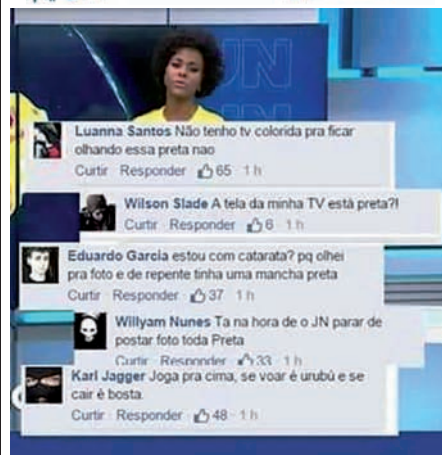 JN
Luanna Santos Não tenho tv colorida pra ficar
olhando essa preta nao
Curtir Responder 65 1 h
Wilson Slade A tela da minha TV está preta?!
Curtir · Responder · 6 · 1 h
Eduardo Garcia estou com catarata? pq olhei
pra foto e de repente tinha uma mancha preta
Curtir · Responder · 37 · 1 h
Willyam Nunes Ta na hora de o JN parar de
postar foto toda Preta
Curtir · Responder · 33 · 1 h
Karl Jagger Joga pra cima, se voar é urubú e se
cair é bosta
Curtir · Responder · 48 · 1 h